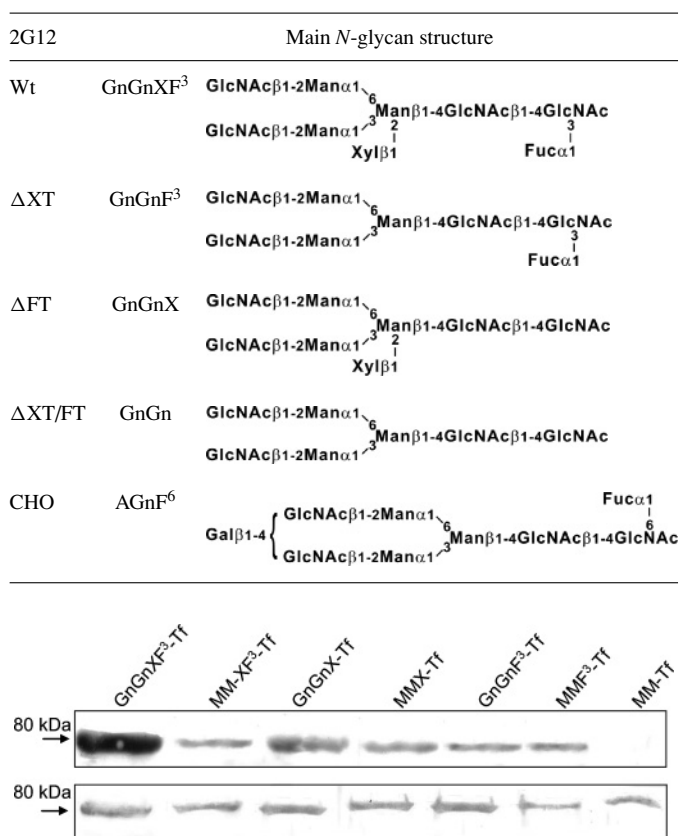 2G12 Main N-glycan structure
Wt GnGnXF³ GlcNAcβ1-2Manα1
6
Manβ1-4GlcNAcβ1-4GlcNAc
3 2 3
GlcNAcβ1-2Manα1
Xylβ1 Fucα1
ΔXT GnGnF³ GlcNAcβ1-2Manα1
6
Manβ1-4GlcNAcβ1-4GlcNAc
3 3
GlcNAcβ1-2Manα1
Fucα1
ΔFT GnGnX GlcNAcβ1-2Manα1
6
Manβ1-4GlcNAcβ1-4GlcNAc
3 2
GlcNAcβ1-2Manα1
Xylβ1
ΔXT/FT GnGn GlcNAcβ1-2Manα1
6
Manβ1-4GlcNAcβ1-4GlcNAc
3
GlcNAcβ1-2Manα1
CHO AGnF⁶ Fucα1
GlcNAcβ1-2Manα1
6 6
Galβ1-4 { Manβ1-4GlcNAcβ1-4GlcNAc
3
GlcNAcβ1-2Manα1
GnGnXF³-Tf MM-XF³-Tf GnGnX-Tf MMX-Tf GnGnF³-Tf MMF³-Tf MM-Tf
80 kDa
80 kDa